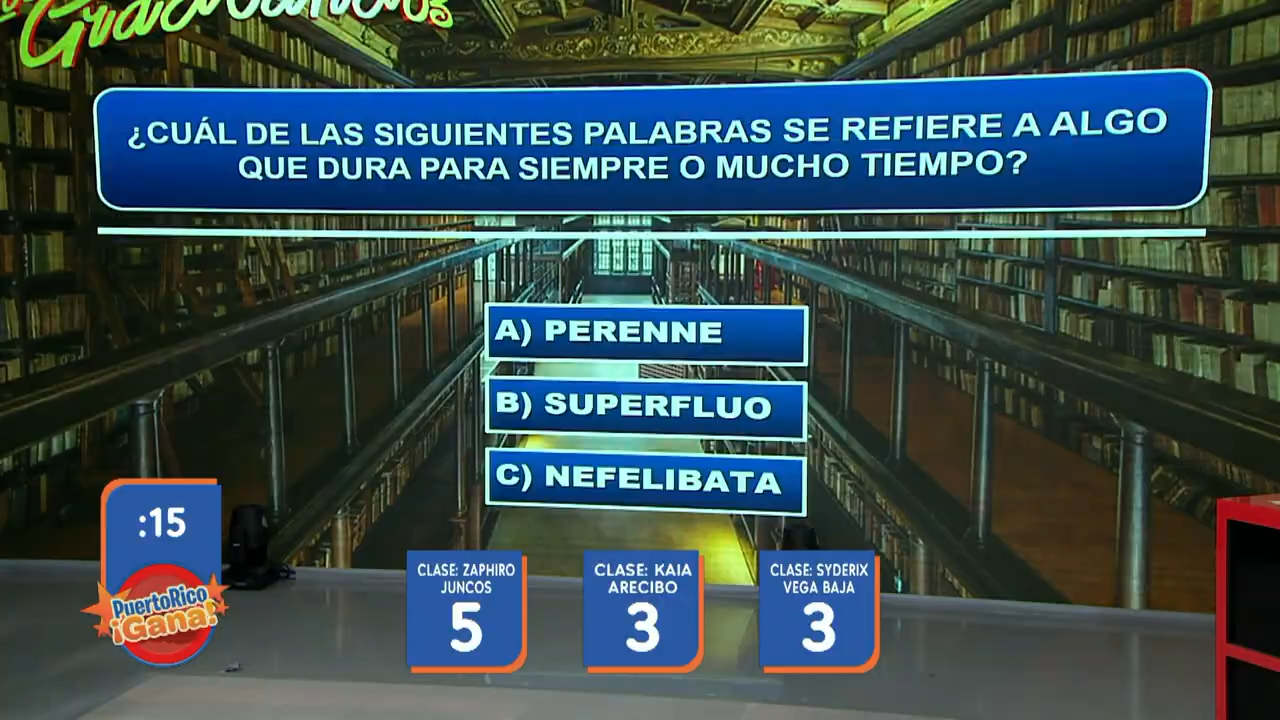 ¿CUÁL DE LAS SIGUIENTES PALABRAS SE REFIERE A ALGO
QUE DURA PARA SIEMPRE O MUCHO TIEMPO?
A) PERENNE
B) SUPERFLUO
C) NEFELIBATA
:15
PuertoRico
¡Gana!
CLASE: ZAPHIRO
JUNCOS
5
CLASE: KAIA
ARECIBO
3
CLASE: SYDERIX
VEGA BAJA
3